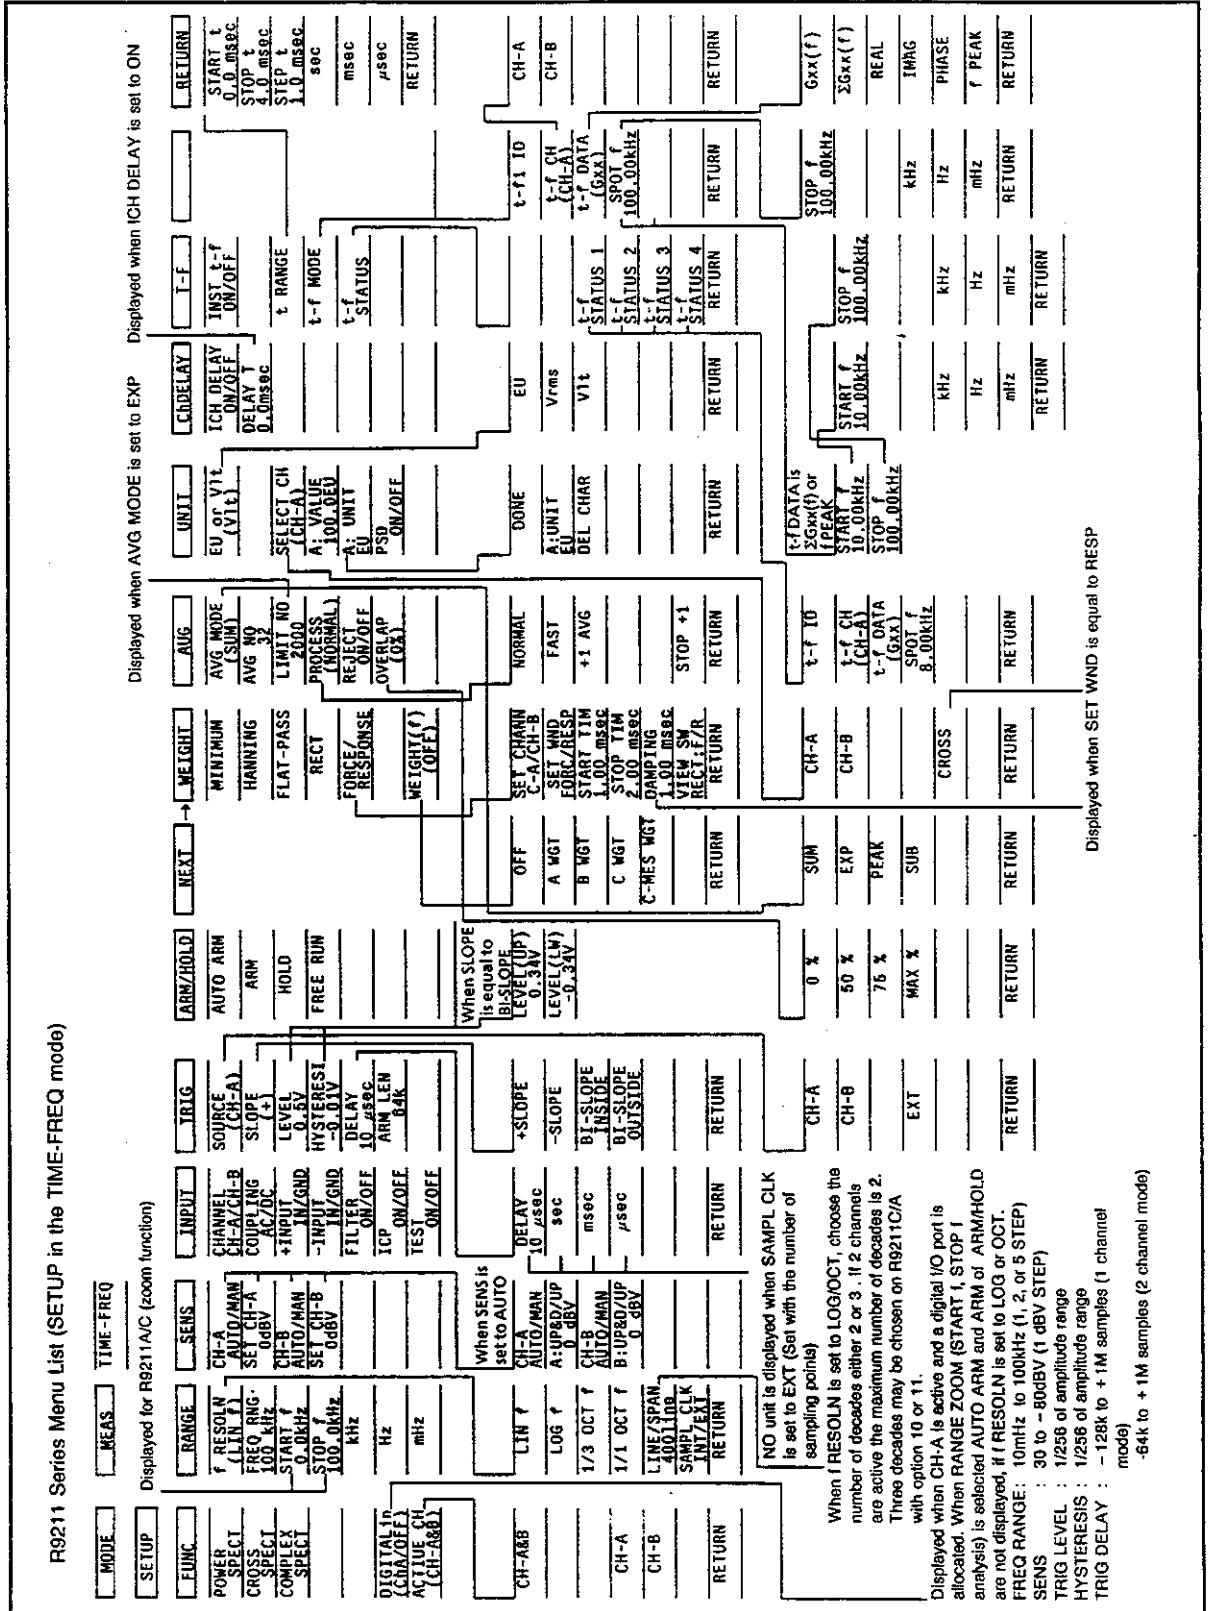 R9211 Series Menu List (SETUP in the TIME-FREQ mode)
MODE
MEAS
TIME-FREQ
SETUP
Displayed for R9211A/C (zoom function)
Displayed when AVG MODE is set to EXP
Displayed when ICH DELAY is set to ON
FUNC
POWER
SPECT
CROSS
SPECT
COMPLEX
SPECT
DIGITALin
(ChA/OFF)
ACTIVE CH
(CH-A&B)
CH-A&B
CH-A
CH-B
RETURN
RANGE
f RESOLN
(LIN f)
FREQ RNG.
100 kHz
START f
0.0kHz
STOP f
100.0kHz
kHz
Hz
mHz
LIN f
LOG f
1/3 OCT f
1/1 OCT f
LINE/SPAN
400line
SAMPL CLK
INT/EXT
RETURN
SENS
CH-A
AUTO/MAN
SET CH-A
0dBV
CH-B
AUTO/MAN
SET CH-B
0dBV
When SENS is
set to AUTO
CH-A
AUTO/MAN
A:UP&D/UP
0 dBV
CH-B
AUTO/MAN
B:UP&D/UP
0 dBV
INPUT
CHANNEL
CH-A/CH-B
COUPLING
AC/DC
+INPUT
IN/GND
-INPUT
IN/GND
FILTER
ON/OFF
ICP
ON/OFF
TEST
ON/OFF
DELAY
10 µsec
sec
msec
µsec
RETURN
TRIG
SOURCE
(CH-A)
SLOPE
(+)
LEVEL
0.5V
HYSTERESI
-0.01V
DELAY
10 µsec
ARM LEN
64k
+SLOPE
-SLOPE
BI-SLOPE
INSIDE
BI-SLOPE
OUTSIDE
RETURN
CH-A
CH-B
EXT
RETURN
ARM/HOLD
AUTO ARM
ARM
HOLD
FREE RUN
When SLOPE
is equal to
BI-SLOPE
LEVEL(UP)
0.34V
LEVEL(LW)
-0.34V
0 %
50 %
75 %
MAX %
RETURN
NEXT
→
OFF
A WGT
B WGT
C WGT
C-MES WGT
RETURN
SUM
EXP
PEAK
SUB
RETURN
WEIGHT
MINIMUM
HANNING
FLAT-PASS
RECT
FORCE/
RESPONSE
WEIGHT(f)
(OFF)
SET CHANN
C-A/CH-B
SET WND
FORC/RESP
START TIM
1.00 msec
STOP TIM
2.00 msec
DAMPING
1.00 msec
VIEW SW
RECT:F/R
RETURN
CH-A
CH-B
CROSS
RETURN
Displayed when SET WND is equal to RESP
AUG
AVG MODE
(SUM)
AVG NO
32
LIMIT NO
2000
PROCESS
(NORMAL)
REJECT
ON/OFF
OVERLAP
(0%)
NORMAL
FAST
+1 AVG
STOP +1
RETURN
t-f ID
t-f CH
(CH-A)
t-f DATA
(Gxx)
SPOT f
8.00kHz
RETURN
UNIT
EU or Vlt
(Vlt)
SELECT CH
(CH-A)
A: VALUE
100.0EU
A: UNIT
EU
PSD
ON/OFF
DONE
A:UNIT
EU
DEL CHAR
RETURN
t-f DATA is
ΣGxx(f) or
fPEAK
START f
10.00kHz
STOP f
100.00kHz
ChDELAY
ICH DELAY
ON/OFF
DELAY T
0.0msec
EU
Vrms
Vlt
RETURN
START f
10.00kHz
kHz
Hz
mHz
RETURN
T-F
INST t-f
ON/OFF
t RANGE
t-f MODE
t-f
STATUS
t-f
STATUS 1
t-f
STATUS 2
t-f
STATUS 3
t-f
STATUS 4
RETURN
STOP f
100.00kHz
kHz
Hz
mHz
RETURN
t-f1 ID
t-f CH
(CH-A)
t-f DATA
(Gxx)
SPOT f
100.00kHz
RETURN
STOP f
100.00kHz
kHz
Hz
mHz
RETURN
RETURN
START t
0.0 msec
STOP t
4.0 msec
STEP t
1.0 msec
sec
msec
µsec
RETURN
CH-A
CH-B
RETURN
Gxx(f)
ΣGxx(f)
REAL
IMAG
PHASE
f PEAK
RETURN
NO unit is displayed when SAMPL CLK
is set to EXT (Set with the number of
sampling points)
When f RESOLN is set to LOG/OCT, choose the
number of decades either 2 or 3 . If 2 channels
are active the maximum number of decades is 2.
Three decades may be chosen on R9211C/A
with option 10 or 11.
Displayed when CH-A is active and a digital I/O port is
allocated. When RANGE ZOOM (START f, STOP f
analysis) is selected AUTO ARM and ARM of ARM/HOLD
are not displayed, if f RESOLN is set to LOG or OCT.
FREQ RANGE : 10mHz to 100kHz (1, 2, or 5 STEP)
SENS : 30 to – 80dBV (1 dBV STEP)
TRIG LEVEL : 1/256 of amplitude range
HYSTERESIS : 1/256 of amplitude range
TRIG DELAY : – 128k to + 1M samples (1 channel
mode)
-64k to + 1M samples (2 channel mode)